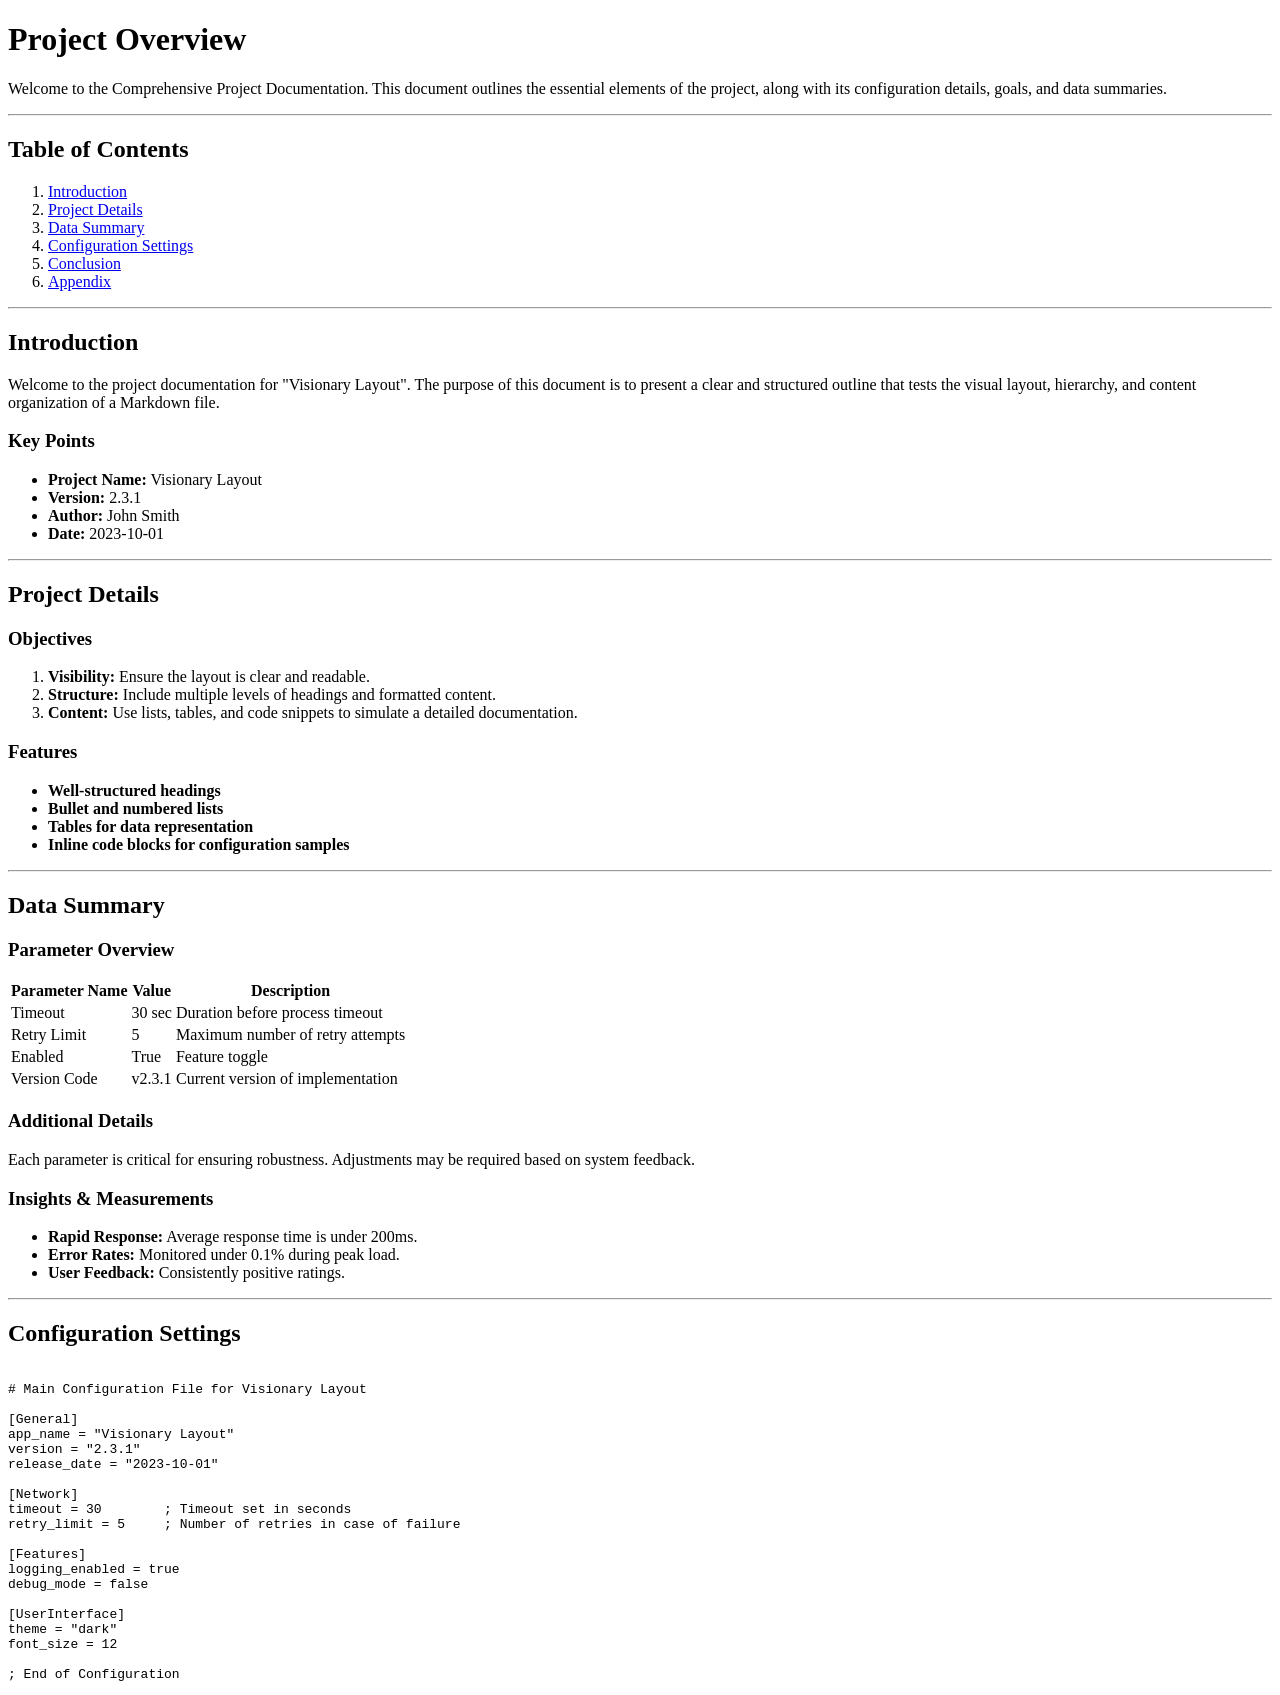 Project Overview
Welcome to the Comprehensive Project Documentation. This document outlines the essential elements of the project, along with its configuration details, goals, and data summaries.
Table of Contents
1. Introduction
2. Project Details
3. Data Summary
4. Configuration Settings
5. Conclusion
6. Appendix
Introduction
Welcome to the project documentation for "Visionary Layout". The purpose of this document is to present a clear and structured outline that tests the visual layout, hierarchy, and content
organization of a Markdown file.
Key Points
• Project Name: Visionary Layout
• Version: 2.3.1
• Author: John Smith
• Date: 2023-10-01
Project Details
Objectives
1. Visibility: Ensure the layout is clear and readable.
2. Structure: Include multiple levels of headings and formatted content.
3. Content: Use lists, tables, and code snippets to simulate a detailed documentation.
Features
• Well-structured headings
• Bullet and numbered lists
• Tables for data representation
• Inline code blocks for configuration samples
Data Summary
Parameter Overview
Parameter Name Value Description
Timeout 30 sec Duration before process timeout
Retry Limit 5 Maximum number of retry attempts
Enabled True Feature toggle
Version Code v2.3.1 Current version of implementation
Additional Details
Each parameter is critical for ensuring robustness. Adjustments may be required based on system feedback.
Insights & Measurements
• Rapid Response: Average response time is under 200ms.
• Error Rates: Monitored under 0.1% during peak load.
• User Feedback: Consistently positive ratings.
Configuration Settings
# Main Configuration File for Visionary Layout
[General]
app_name = "Visionary Layout"
version = "2.3.1"
release_date = "2023-10-01"
[Network]
timeout = 30        ; Timeout set in seconds
retry_limit = 5     ; Number of retries in case of failure
[Features]
logging_enabled = true
debug_mode = false
[UserInterface]
theme = "dark"
font_size = 12
; End of Configuration